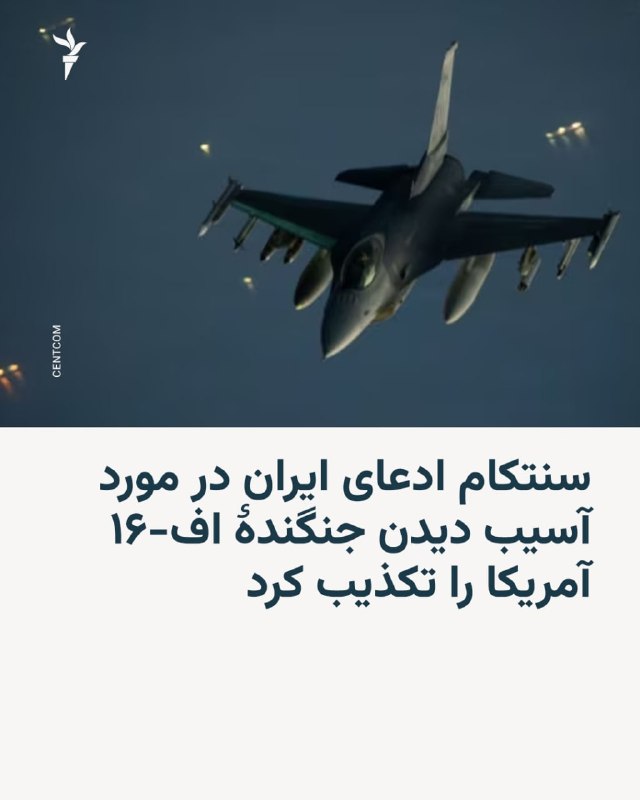 CENTCOM
سنتکام ادعای ایران در مورد
آسیب دیدن جنگندهٔ اف-۱۶
آمریکا را تکذیب کرد